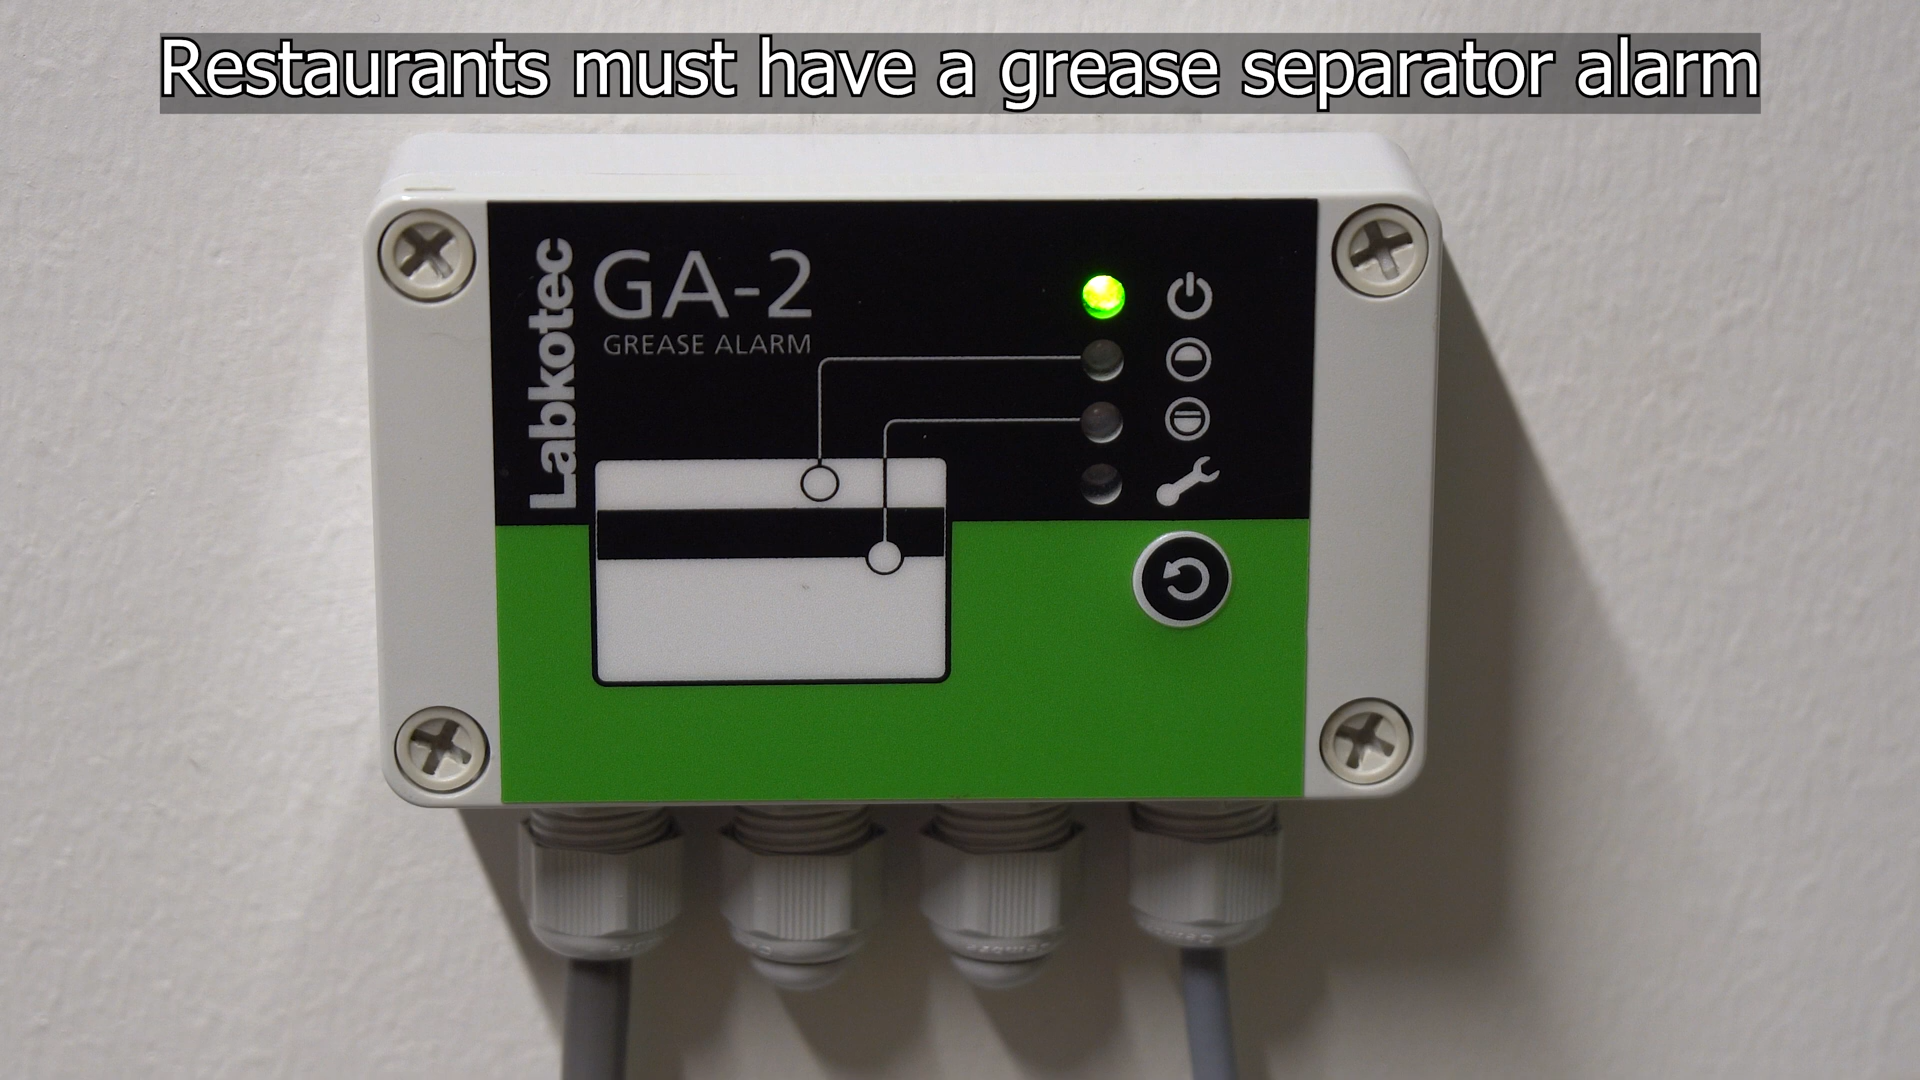 Restaurants must have a grease separator alarm
Labkotec
GA-2
GREASE ALARM